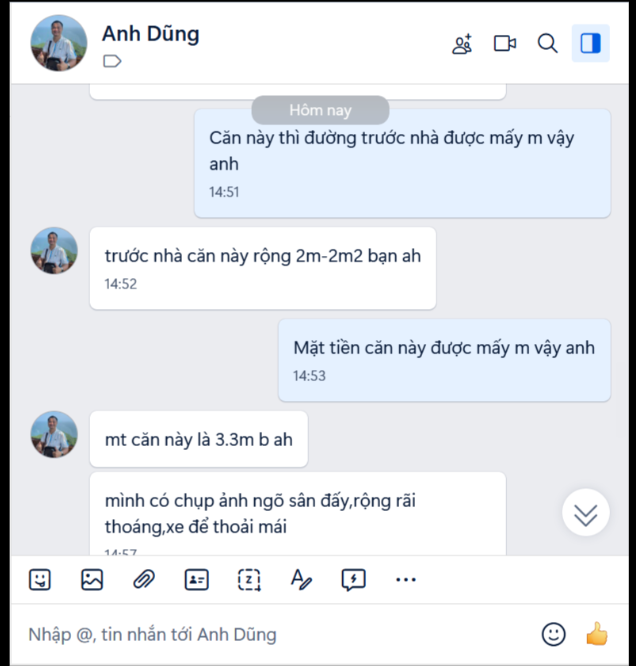 Anh Dũng
Hôm nay
Căn này thì đường trước nhà được mấy m vậy
anh
14:51
trước nhà căn này rộng 2m-2m2 bạn ah
14:52
Mặt tiền căn này được mấy m vậy anh
14:53
mt căn này là 3.3m b ah
mình có chụp ảnh ngõ sân đấy,rộng rãi
thoáng,xe để thoải mái
14:57
Nhập @, tin nhắn tới Anh Dũng